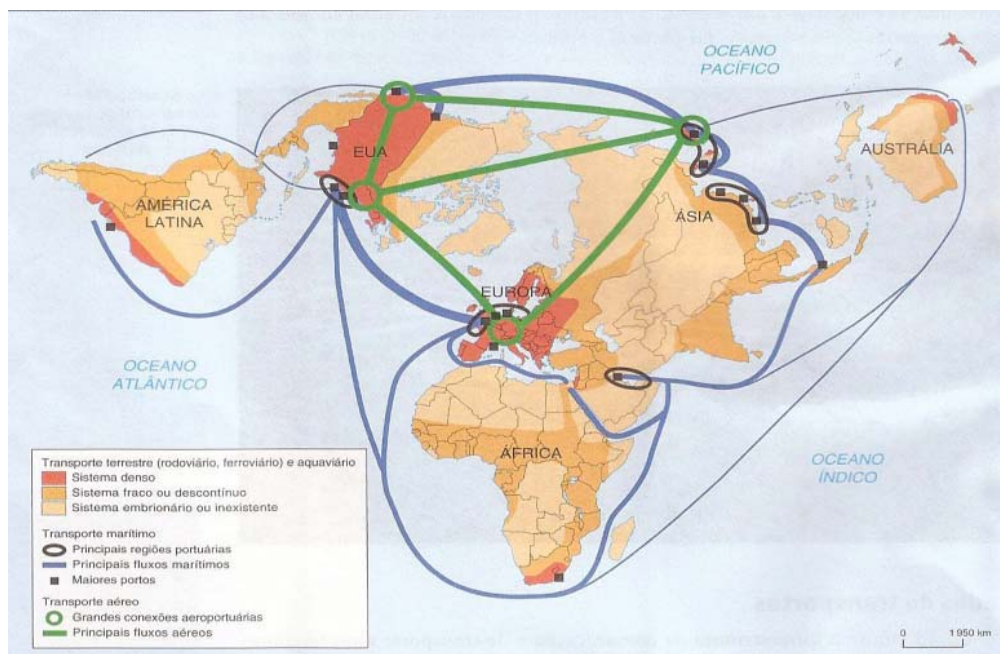 OCEANO
PACÍFICO
AUSTRÁLIA
EUA
AMÉRICA
LATINA
ÁSIA
EUROPA
OCEANO
ATLÂNTICO
ÁFRICA
OCEANO
ÍNDICO
Transporte terrestre (rodoviário, ferroviário) e aquaviário
Sistema denso
Sistema fraco ou descontínuo
Sistema embrionário ou inexistente
Transporte marítimo
Principais regiões portuárias
Principais fluxos marítimos
Maiores portos
Transporte aéreo
Grandes conexões aeroportuárias
Principais fluxos aéreos
0 1 950 km